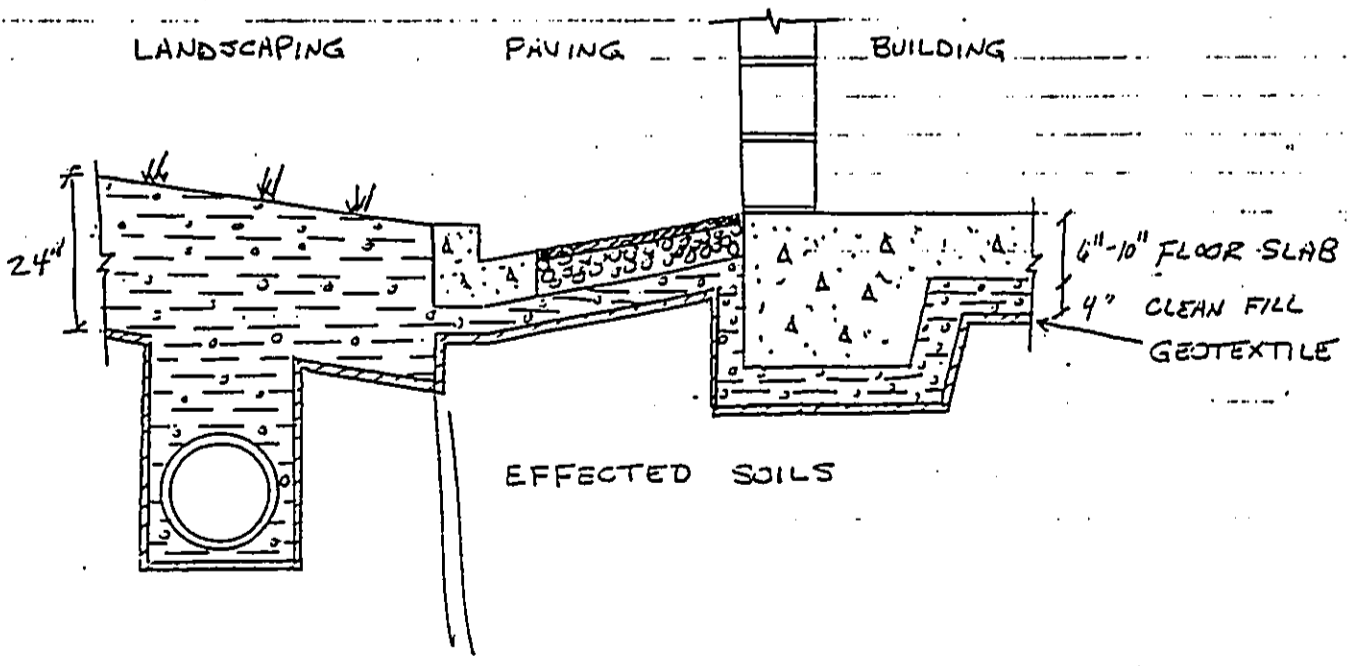 LANDSCAPING PAVING BUILDING
24"
6"-10" FLOOR SLAB
4" CLEAN FILL
GEOTEXTILE
EFFECTED SOILS